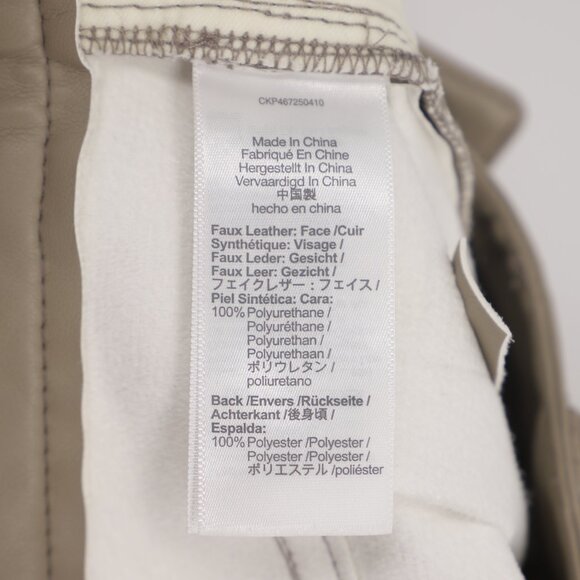 CKP467250410
Made In China
Fabriqué En Chine
Hergestellt In China
Vervaardigd In China
中国製
hecho en china
Faux Leather: Face /Cuir
Synthétique: Visage /
Faux Leder: Gesicht /
Faux Leer: Gezicht /
フェイクレザー：フェイス /
Piel Sintética: Cara:
100% Polyurethane /
Polyuréthane /
Polyurethan /
Polyurethaan /
ポリウレタン /
poliuretano
Back /Envers /Rückseite /
Achterkant /後身頃 /
Espalda:
100% Polyester /Polyester /
Polyester /Polyester /
ポリエステル /poliéster